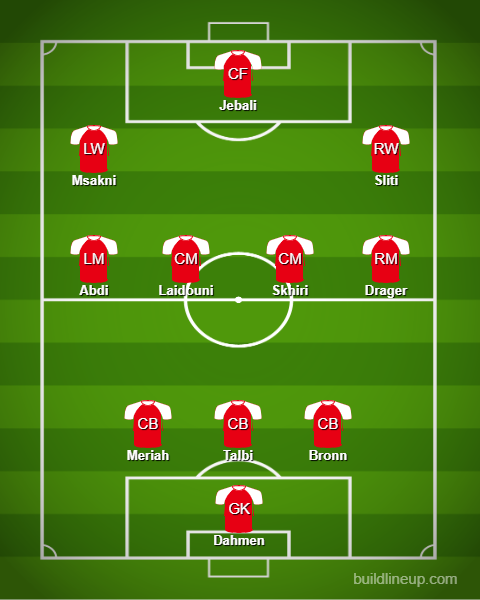 CF
Jebali
LW
RW
Msakni
Sliti
LM
CM
CM
RM
Abdi
Laidouni
Skhiri
Drager
CB
CB
CB
Meriah
Talbi
Bronn
GK
Dahmen
buildlineup.com